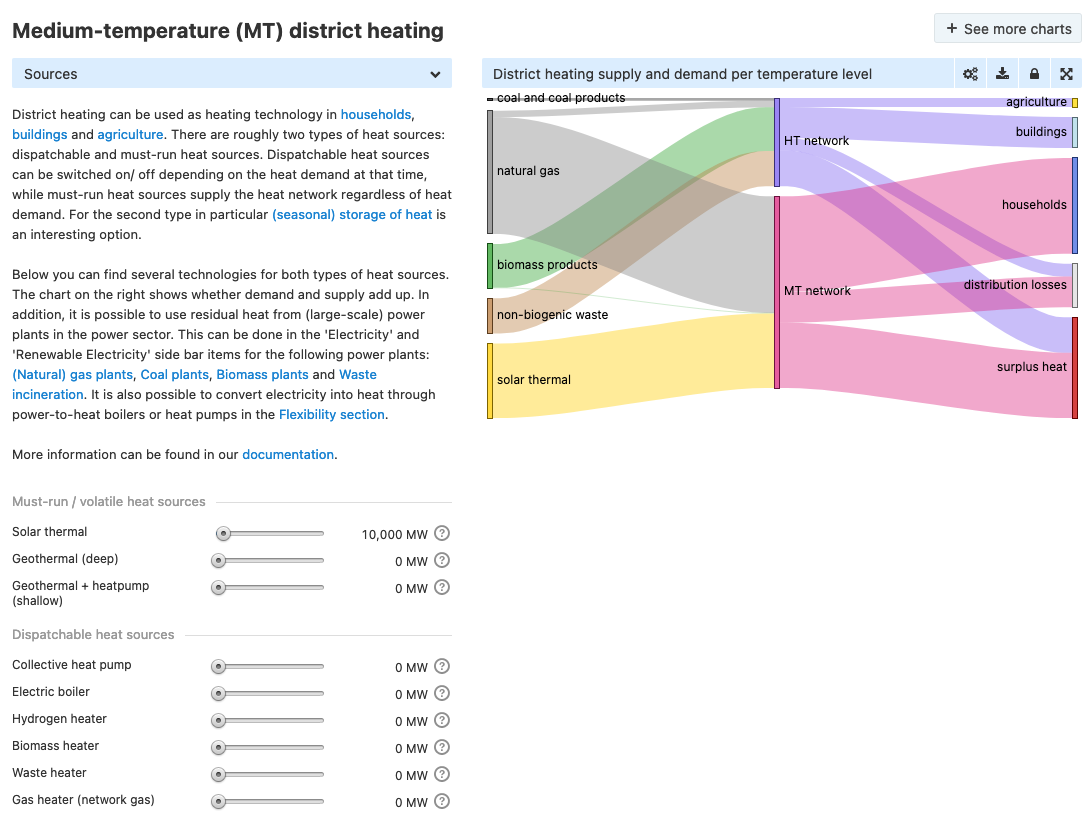 Medium-temperature (MT) district heating
+ See more charts
Sources
District heating can be used as heating technology in households,
buildings and agriculture. There are roughly two types of heat sources:
dispatchable and must-run heat sources. Dispatchable heat sources
can be switched on/ off depending on the heat demand at that time,
while must-run heat sources supply the heat network regardless of heat
demand. For the second type in particular (seasonal) storage of heat is
an interesting option.
Below you can find several technologies for both types of heat sources.
The chart on the right shows whether demand and supply add up. In
addition, it is possible to use residual heat from (large-scale) power
plants in the power sector. This can be done in the 'Electricity' and
'Renewable Electricity' side bar items for the following power plants:
(Natural) gas plants, Coal plants, Biomass plants and Waste
incineration. It is also possible to convert electricity into heat through
power-to-heat boilers or heat pumps in the Flexibility section.
More information can be found in our documentation.
Must-run / volatile heat sources
Solar thermal 10,000 MW ?
Geothermal (deep) 0 MW ?
Geothermal + heatpump 0 MW ?
(shallow)
Dispatchable heat sources
Collective heat pump 0 MW ?
Electric boiler 0 MW ?
Hydrogen heater 0 MW ?
Biomass heater 0 MW ?
Waste heater 0 MW ?
Gas heater (network gas) 0 MW ?
District heating supply and demand per temperature level
coal and coal products
natural gas
biomass products
non-biogenic waste
solar thermal
HT network
MT network
agriculture
buildings
households
distribution losses
surplus heat